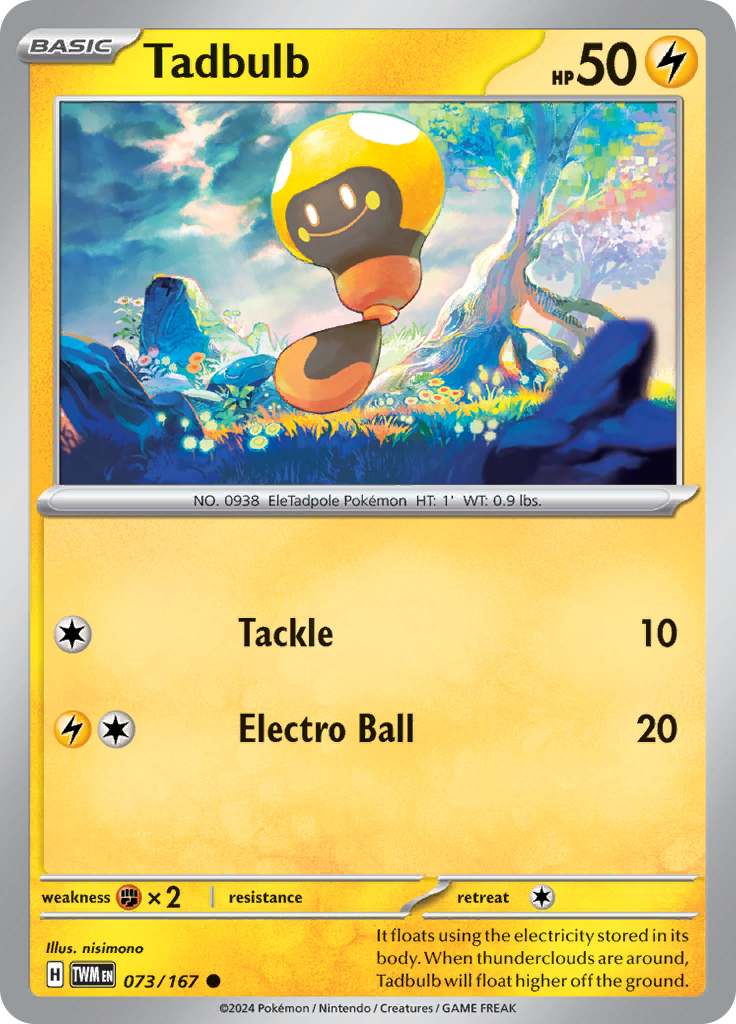 BASIC Tadbulb HP 50
NO. 0938 EleTadpole Pokémon HT: 1' WT: 0.9 lbs.
Tackle 10
Electro Ball 20
weakness ×2 resistance retreat
Illus. nisimono
It floats using the electricity stored in its
body. When thunderclouds are around,
Tadbulb will float higher off the ground.
H TWM EN 073/167
©2024 Pokémon / Nintendo / Creatures / GAME FREAK